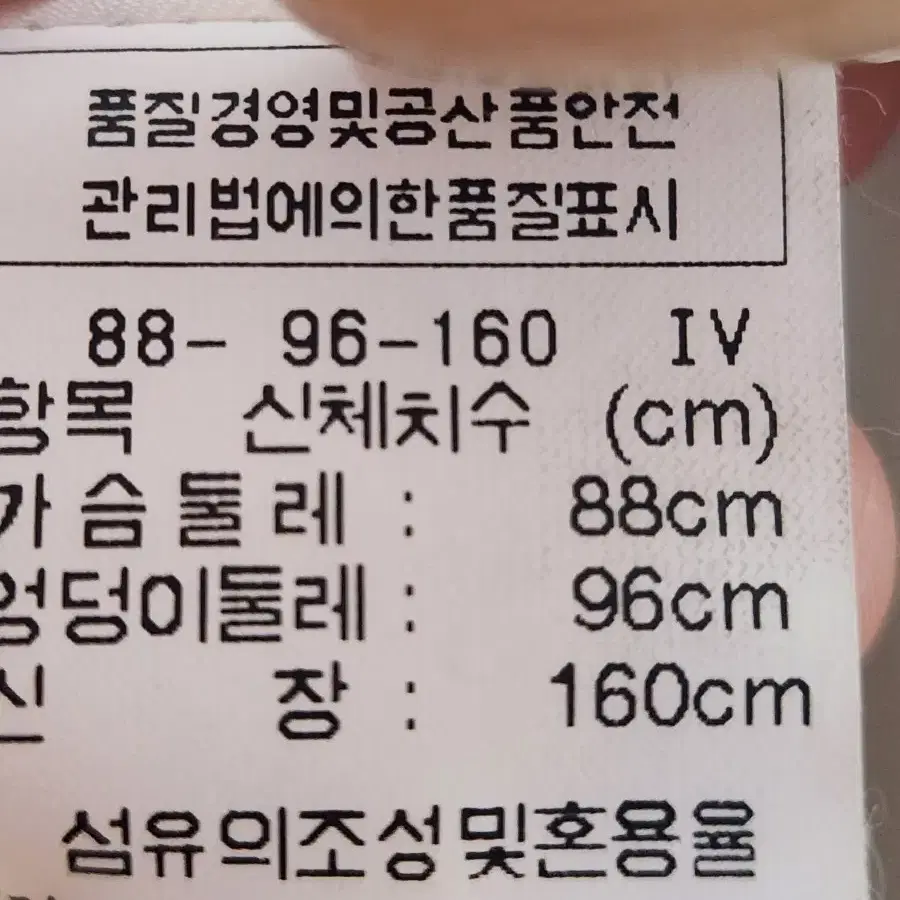 품질경영및공산품안전
관리법에의한품질표시
88- 96-160 IV
항목 신체치수 (cm)
가슴둘레 : 88cm
엉덩이둘레 : 96cm
신 장 : 160cm
섬유의조성및혼용율